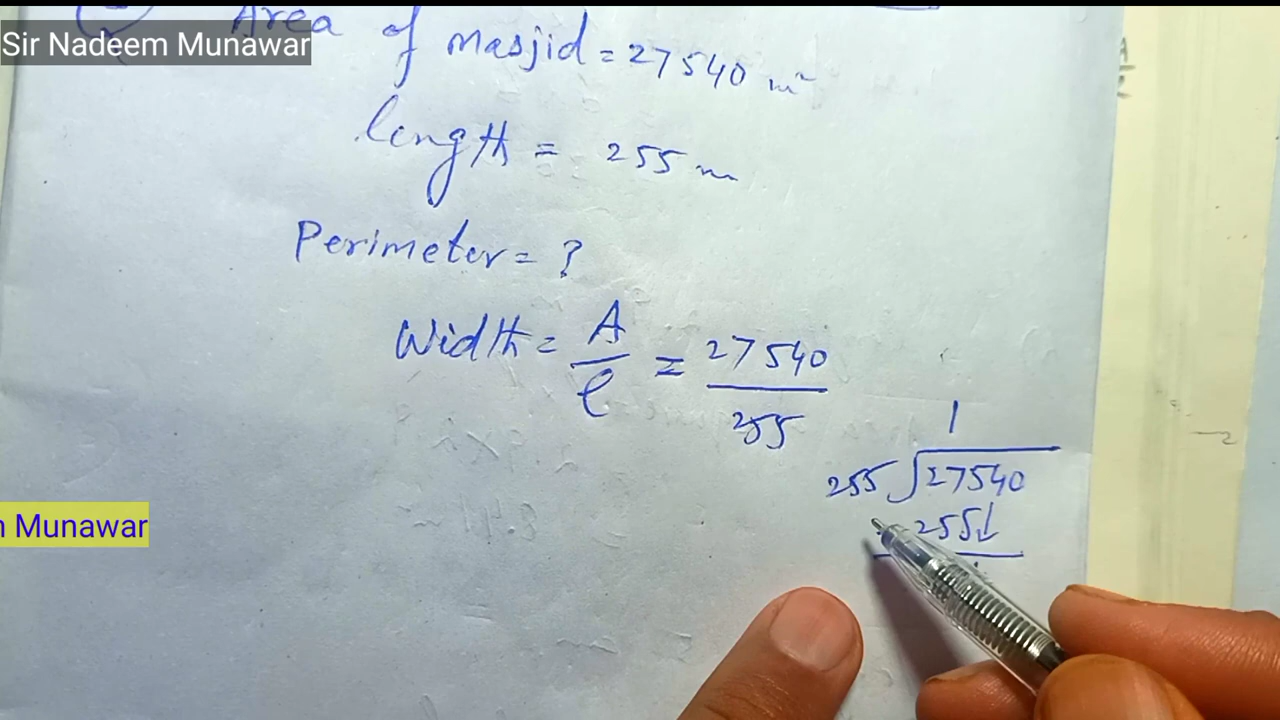 Area of masjid = 27540 m²
Sir Nadeem Munawar
length = 255 m
Perimeter = ?
Width = A/l = 27540/255
1
255 √27540
255↓
n Munawar